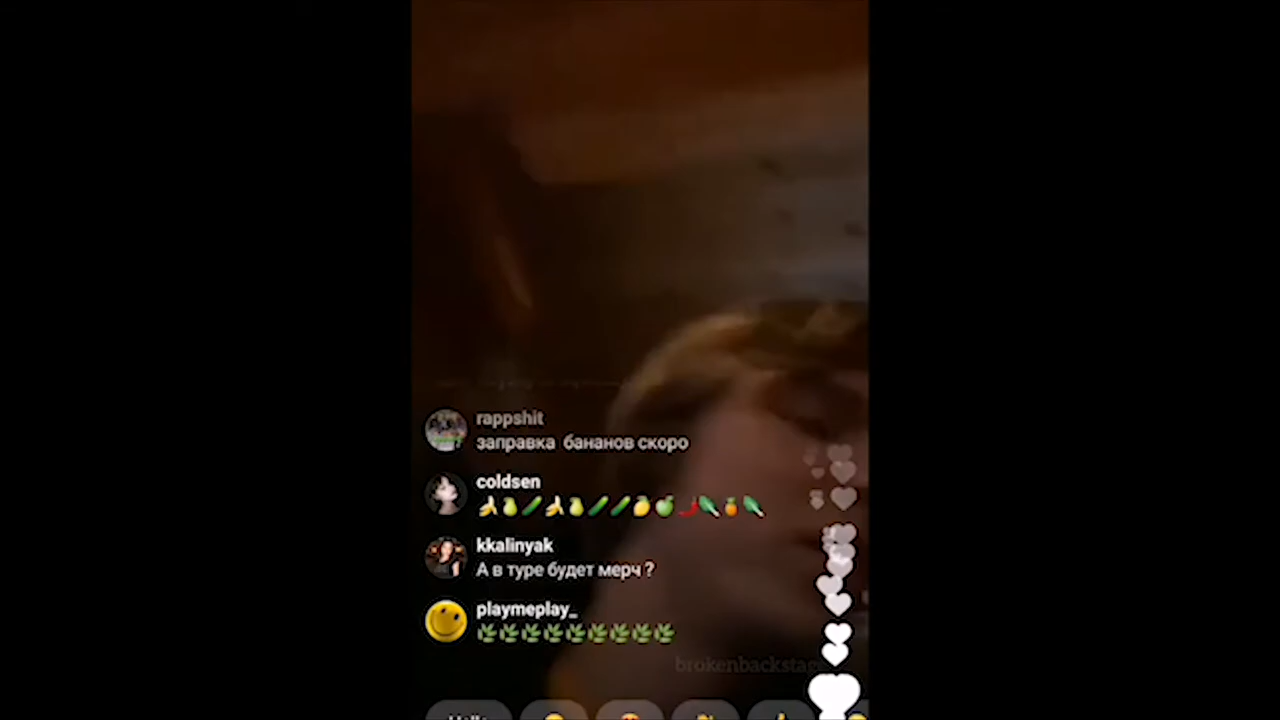 rappshit
заправка бананов скоро
coldsen
🍌🍐🥒🍌🍐🥒🥒🍋🍏🌶🥒🍍🥒
kkalinyak
А в туре будет мерч ?
playmeplay_
🌿🌿🌿🌿🌿🌿🌿🌿🌿
brokenbackstage